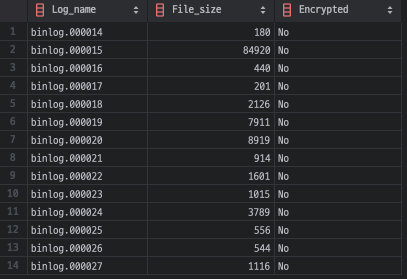 Log_name File_size Encrypted
1 binlog.000014 180 No
2 binlog.000015 84920 No
3 binlog.000016 440 No
4 binlog.000017 201 No
5 binlog.000018 2126 No
6 binlog.000019 7911 No
7 binlog.000020 8919 No
8 binlog.000021 914 No
9 binlog.000022 1601 No
10 binlog.000023 1015 No
11 binlog.000024 3789 No
12 binlog.000025 556 No
13 binlog.000026 544 No
14 binlog.000027 1116 No